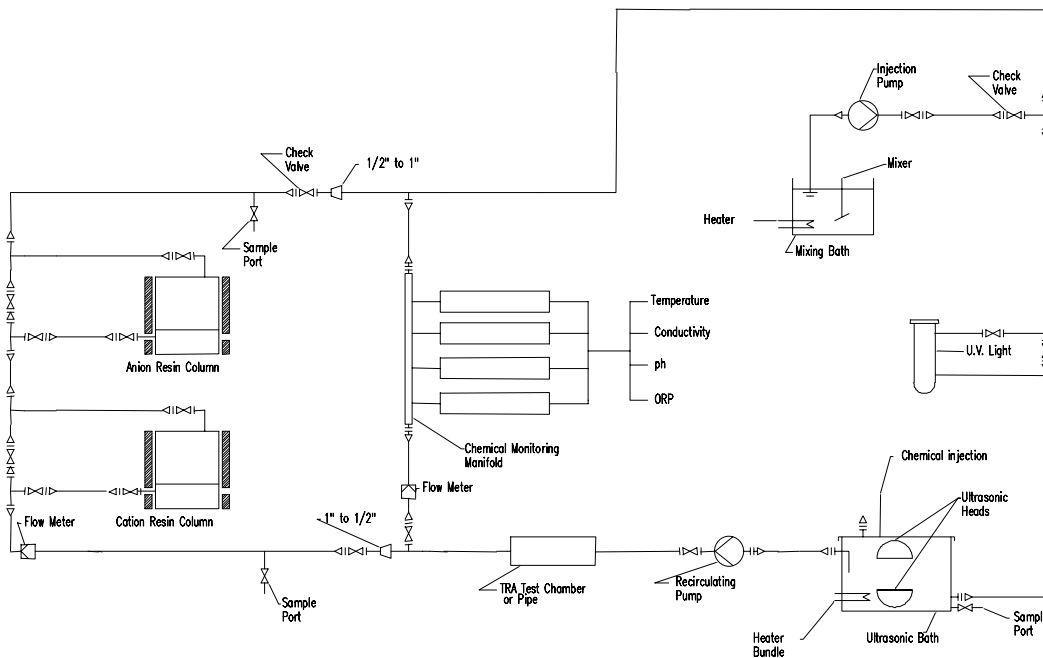 Injection
Pump
Check
Valve
Check
Valve
1/2" to 1"
Mixer
Heater
Sample
Port
Mixing Bath
Temperature
Conductivity
U.V. Light
ph
Anion Resin Column
ORP
Chemical Monitoring
Manifold
Chemical injection
Flow Meter
Ultrasonic
Heads
Cation Resin Column
Flow Meter
1" to 1/2"
TRA Test Chamber
or Pipe
Recirculating
Pump
Sample
Port
Heater
Bundle
Ultrasonic Bath
Sampl
Port